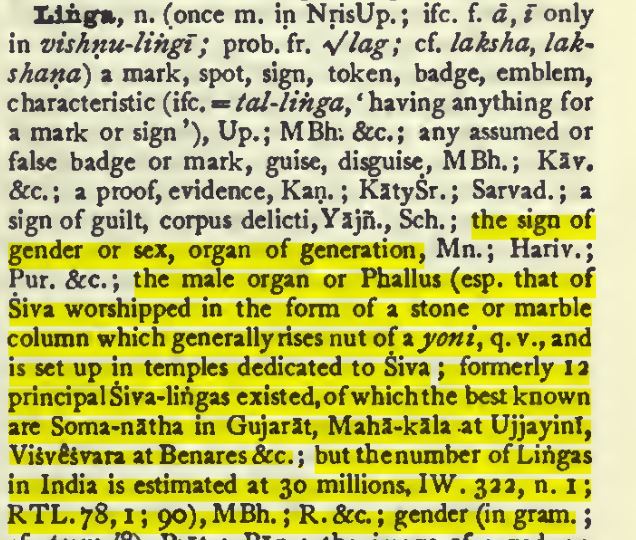 Liṅga, n. (once m. in NṛisUp.; ifc. f. ā, ī only
in vishṇu-liṅgī; prob. fr. √lag; cf. laksha, lak-
shaṇa) a mark, spot, sign, token, badge, emblem,
characteristic (ifc. = tal-liṅga, ‘having anything for
a mark or sign’), Up.; MBh. &c.; any assumed or
false badge or mark, guise, disguise, MBh.; Kāv.
&c.; a proof, evidence, Kaṇ.; KātyŚr.; Sarvad.; a
sign of guilt, corpus delicti, Yājñ., Sch.; the sign of
gender or sex, organ of generation, Mn.; Hariv.;
Pur. &c.; the male organ or Phallus (esp. that of
Śiva worshipped in the form of a stone or marble
column which generally rises nut of a yoni, q.v., and
is set up in temples dedicated to Śiva; formerly 12
principal Śiva-liṅgas existed, of which the best known
are Soma-nātha in Gujarāt, Mahā-kāla at Ujjayinī,
Viśvêśvara at Benares &c.; but the number of Liṅgas
in India is estimated at 30 millions, IW. 322, n. 1;
RTL. 78, 1; 90), MBh.; R. &c.; gender (in gram.;